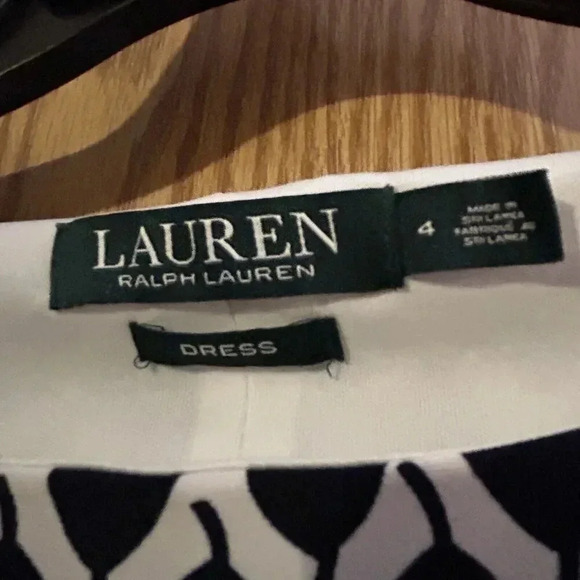 LAUREN
RALPH LAUREN
4
MADE IN
SRI LANKA
FABRIQUÉ AU
SRI LANKA
DRESS